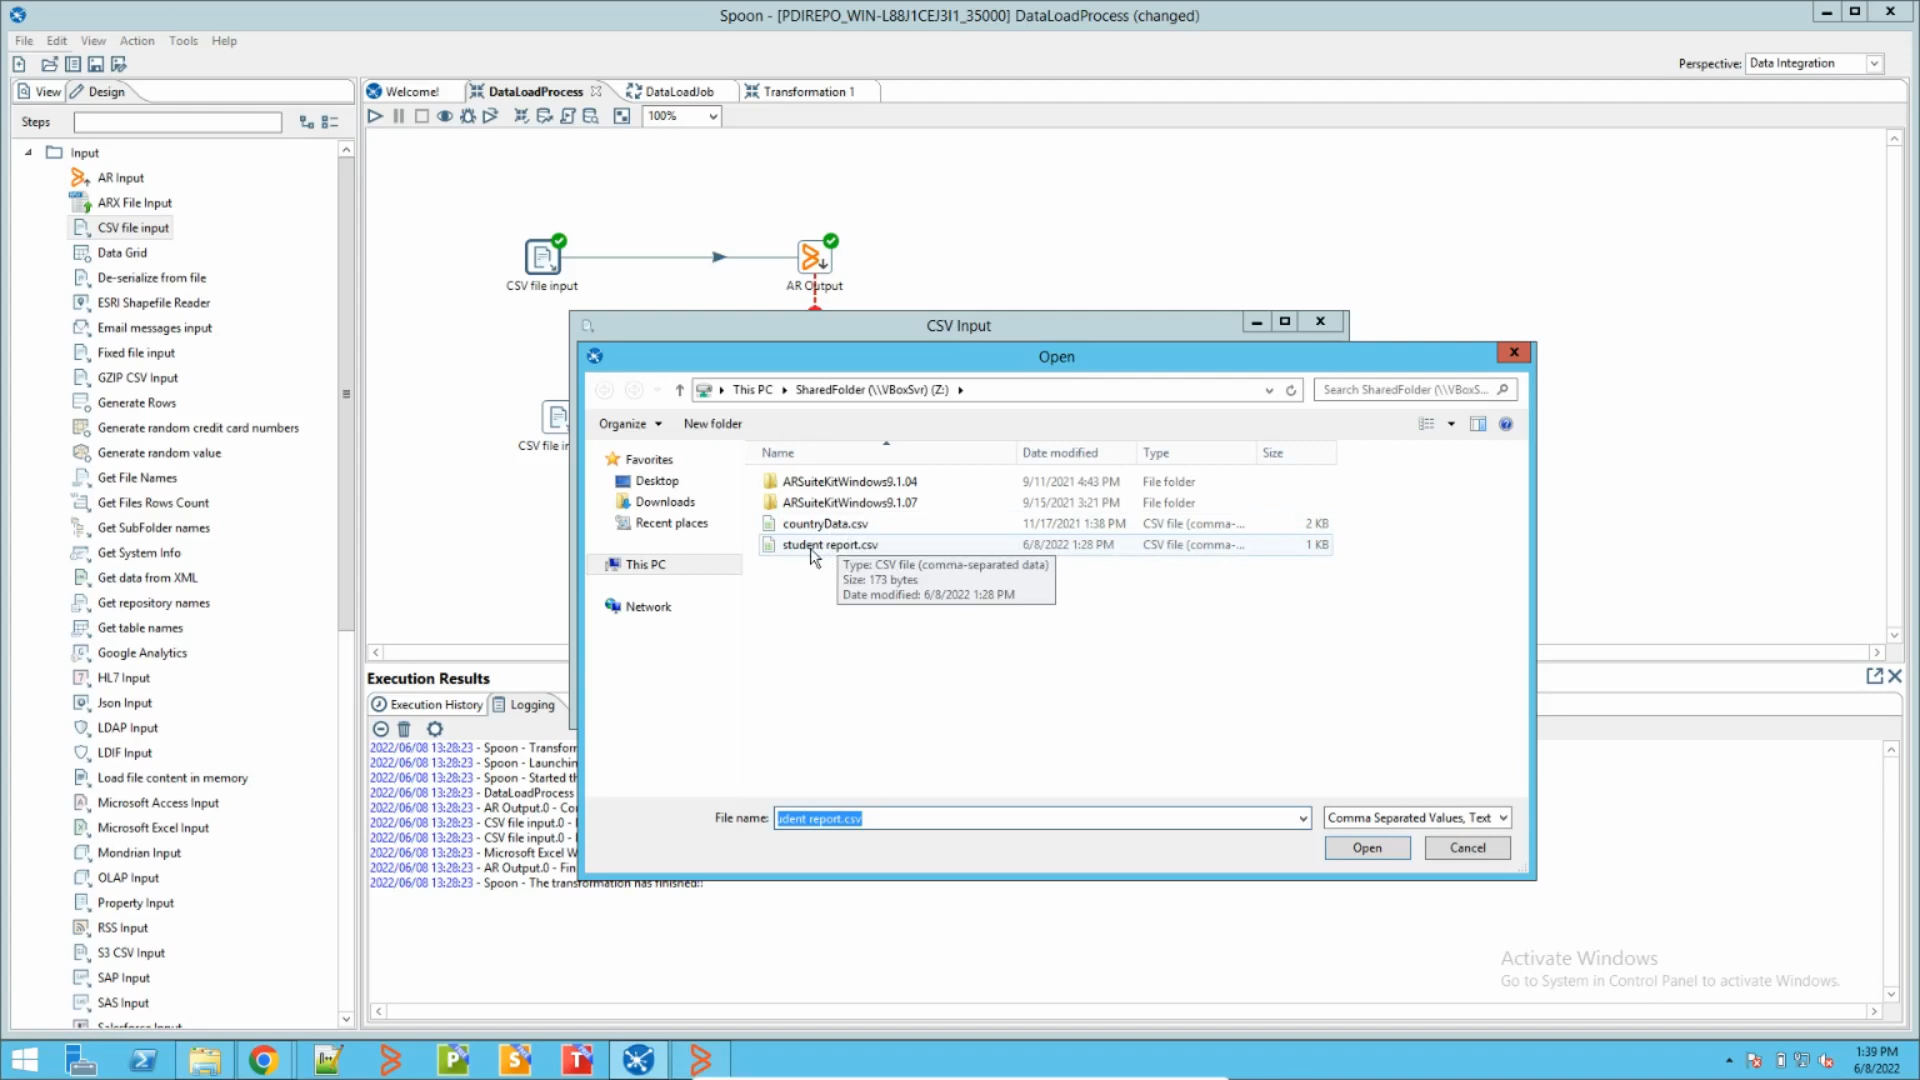 Spoon - [PDIREPO_WIN-L88J1CEJ3I1_35000] DataLoadProcess (changed)
File Edit View Action Tools Help
Perspective: Data Integration
View Design
Welcome! DataLoadProcess DataLoadJob Transformation 1
Steps
100%
Input
AR Input
ARX File Input
CSV file input
Data Grid
De-serialize from file
ESRI Shapefile Reader
Email messages input
Fixed file input
GZIP CSV Input
Generate Rows
Generate random credit card numbers
Generate random value
Get File Names
Get Files Rows Count
Get SubFolder names
Get System Info
Get data from XML
Get repository names
Get table names
Google Analytics
HL7 Input
Json Input
LDAP Input
LDIF Input
Load file content in memory
Microsoft Access Input
Microsoft Excel Input
Mondrian Input
OLAP Input
Property Input
RSS Input
S3 CSV Input
SAP Input
SAS Input
CSV file input
AR Output
CSV file in
CSV Input
Open
This PC SharedFolder (\\VBoxSvr) (Z:)
Search SharedFolder (\\VBoxS...
Organize New folder
Favorites
Desktop
Downloads
Recent places
This PC
Network
Name Date modified Type Size
ARSuiteKitWindows9.1.04 9/11/2021 4:43 PM File folder
ARSuiteKitWindows9.1.07 9/15/2021 3:21 PM File folder
countryData.csv 11/17/2021 1:38 PM CSV file (comma-... 2 KB
student report.csv 6/8/2022 1:28 PM CSV file (comma-... 1 KB
Type: CSV file (comma-separated data)
Size: 173 bytes
Date modified: 6/8/2022 1:28 PM
File name: udent report.csv
Comma Separated Values, Text
Open Cancel
Execution Results
Execution History Logging
2022/06/08 13:28:23 - Spoon - Transform
2022/06/08 13:28:23 - Spoon - Launchin
2022/06/08 13:28:23 - Spoon - Started th
2022/06/08 13:28:23 - DataLoadProcess
2022/06/08 13:28:23 - AR Output.0 - Co
2022/06/08 13:28:23 - CSV file input.0 -
2022/06/08 13:28:23 - CSV file input.0 -
2022/06/08 13:28:23 - Microsoft Excel W
2022/06/08 13:28:23 - AR Output.0 - Fin
2022/06/08 13:28:23 - Spoon - The transformation has finished!!
Activate Windows
Go to System in Control Panel to activate Windows.
1:39 PM
6/8/2022